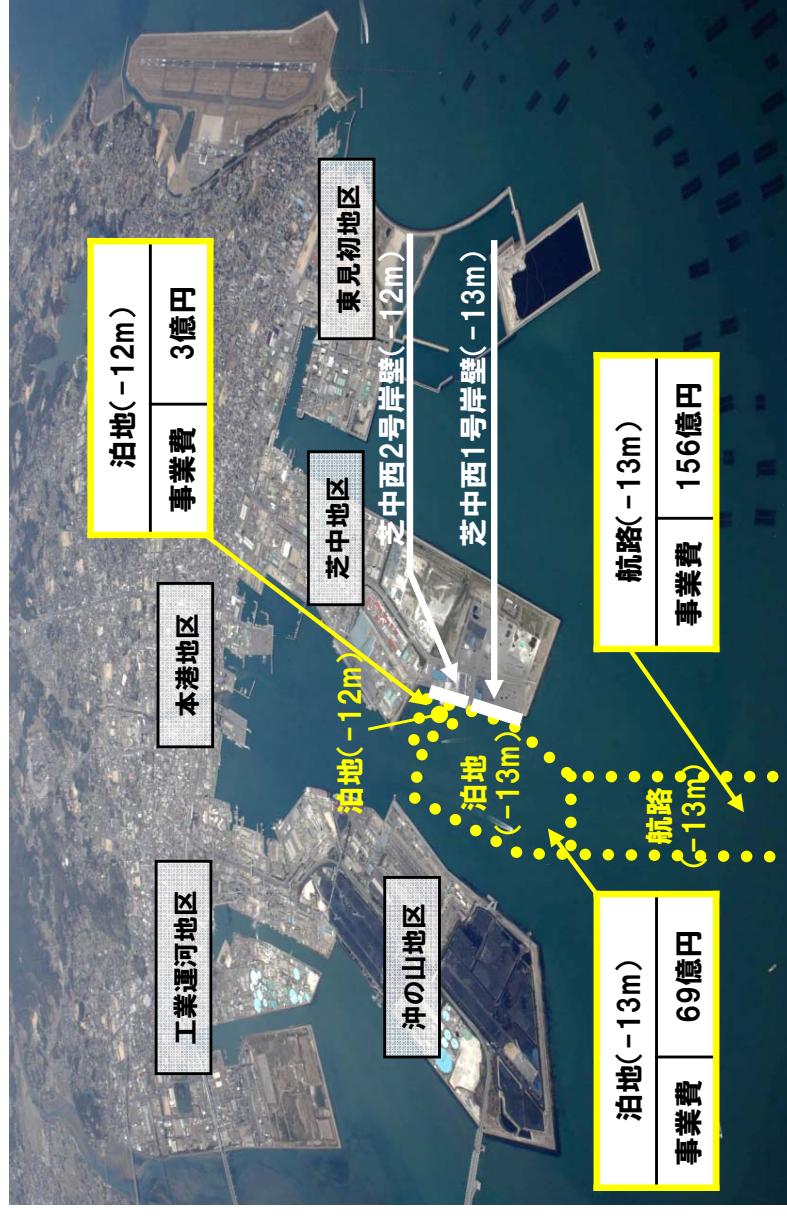 泊地(-12m)
事業費 3億円
工業運河地区
本港地区
東見初地区
芝中地区
沖の山地区
泊地(-12m)
芝中西2号岸壁(-12m)
芝中西1号岸壁(-13m)
泊地
(-13m)
航路
(-13m)
泊地(-13m)
事業費 69億円
航路(-13m)
事業費 156億円